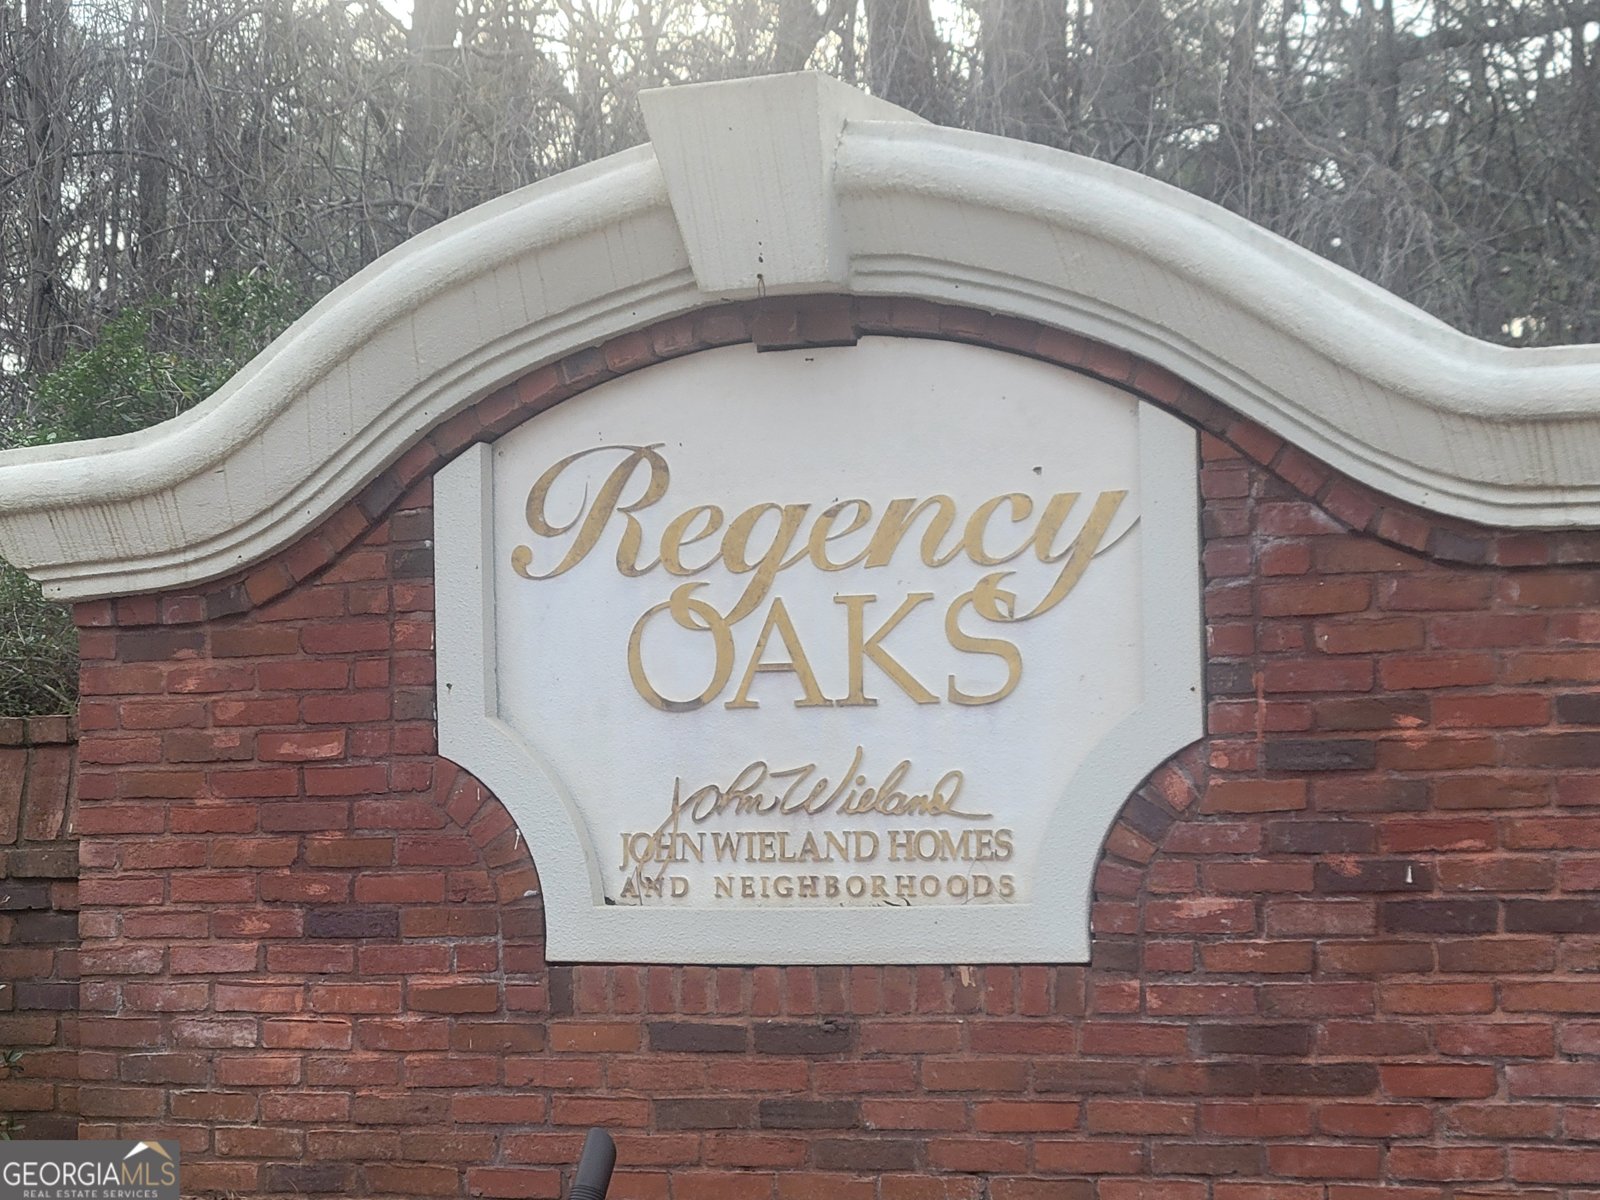 Regency
OAKS
John Wieland
JOHN WIELAND HOMES
AND NEIGHBORHOODS
GEORGIAMLS
REAL ESTATE SERVICES